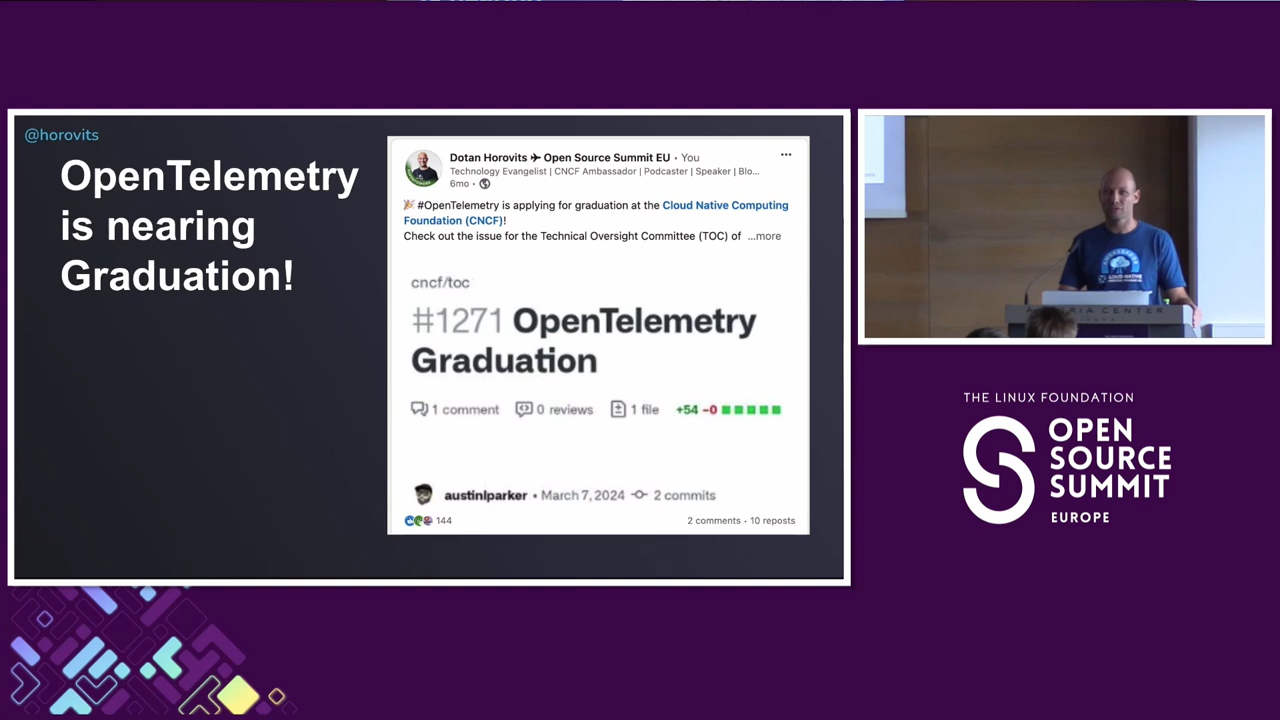 @horovits
OpenTelemetry
is nearing
Graduation!
Dotan Horovits ✈ Open Source Summit EU • You
Technology Evangelist | CNCF Ambassador | Podcaster | Speaker | Blo...
6mo •
🎉 #OpenTelemetry is applying for graduation at the Cloud Native Computing
Foundation (CNCF)!
Check out the issue for the Technical Oversight Committee (TOC) of ...more
cncf/toc
#1271 OpenTelemetry
Graduation
1 comment 0 reviews 1 file +54 -0
austinlparker • March 7, 2024 2 commits
144 2 comments • 10 reposts
CENTER
THE LINUX FOUNDATION
OPEN
SOURCE
SUMMIT
EUROPE